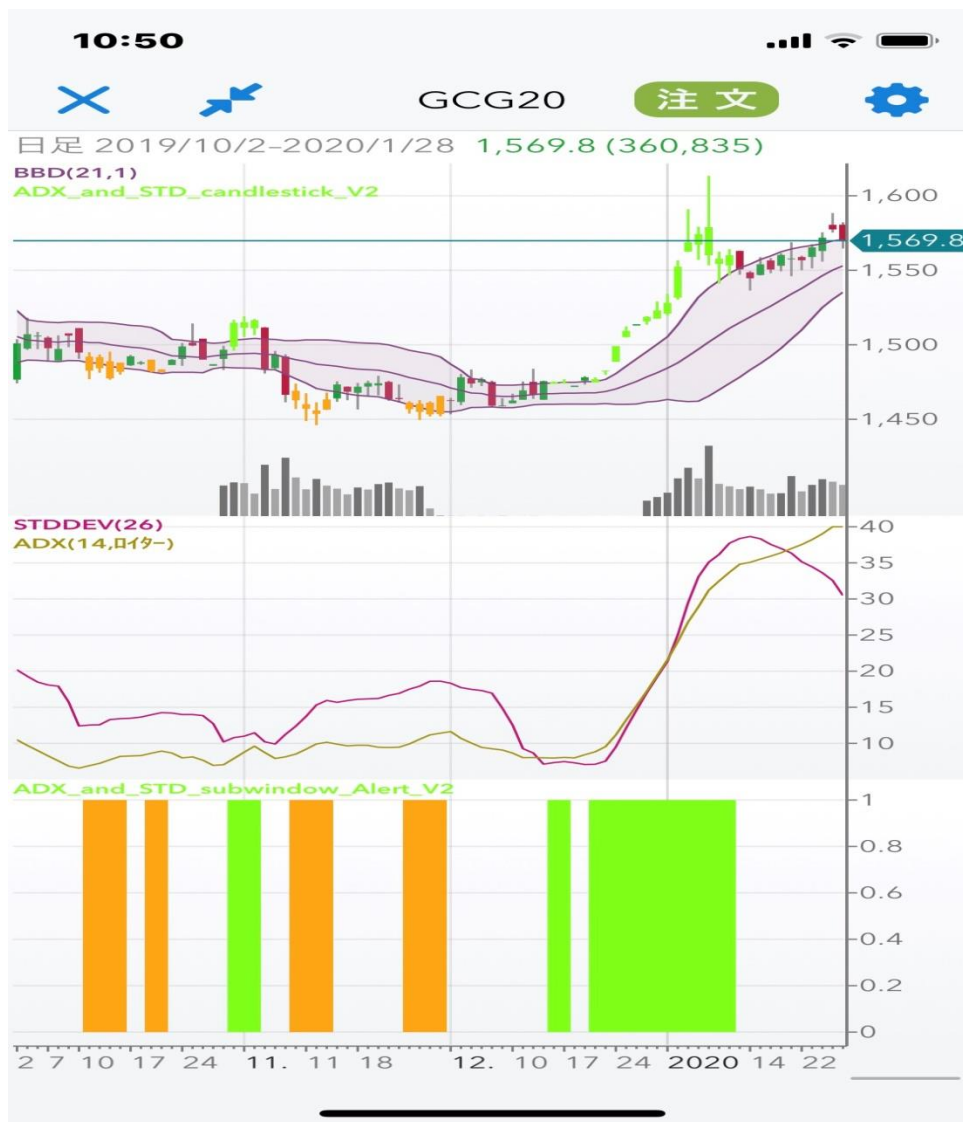 10:50
GCG20 注文
日足 2019/10/2-2020/1/28 1,569.8 (360,835)
BBD(21,1)
ADX_and_STD_candlestick_V2
1,600
1,569.8
1,550
1,500
1,450
STDDEV(26)
ADX(14,ﾛｲﾀｰ)
40
35
30
25
20
15
10
ADX_and_STD_subwindow_Alert_V2
1
0.8
0.6
0.4
0.2
0
2 7 10 17 24 11. 11 18 12. 10 17 24 2020 14 22